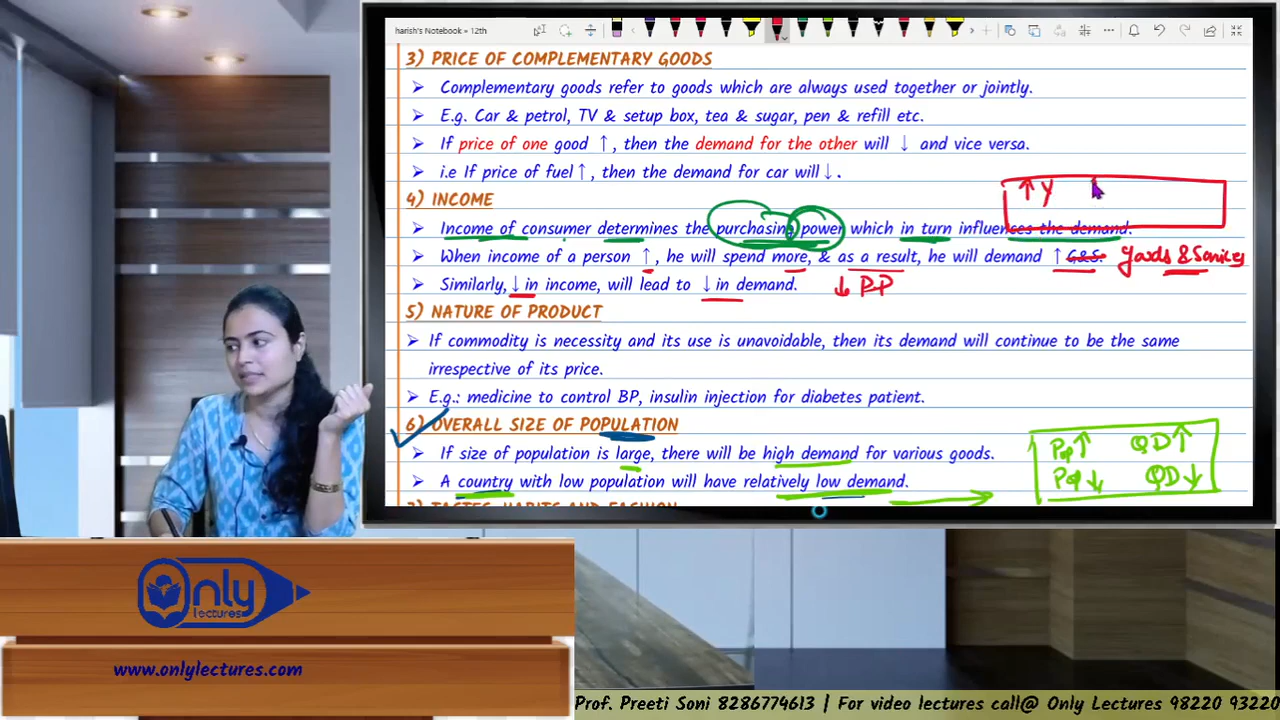 harish's Notebook » 12th
3) PRICE OF COMPLEMENTARY GOODS
➤ Complementary goods refer to goods which are always used together or jointly.
➤ E.g. Car & petrol, TV & setup box, tea & sugar, pen & refill etc.
➤ If price of one good ↑, then the demand for the other will ↓ and vice versa.
➤ i.e If price of fuel↑, then the demand for car will↓.
↑ Y
4) INCOME
➤ Income of consumer determines the purchasing power which in turn influences the demand.
➤ When income of a person ↑, he will spend more, & as a result, he will demand ↑ G&S. Goods & Services
➤ Similarly, ↓ in income, will lead to ↓ in demand. ↓ P.P
5) NATURE OF PRODUCT
➤ If commodity is necessity and its use is unavoidable, then its demand will continue to be the same
irrespective of its price.
➤ E.g.: medicine to control BP, insulin injection for diabetes patient.
6) OVERALL SIZE OF POPULATION
➤ If size of population is large, there will be high demand for various goods.
Pop ↑ QD ↑
➤ A country with low population will have relatively low demand.
Pop ↓ QD ↓
7) TASTES, HABITS AND FASHION
Only
lectures
www.onlylectures.com
Prof. Preeti Soni 8286774613 | For video lectures call@ Only Lectures 98220 93220